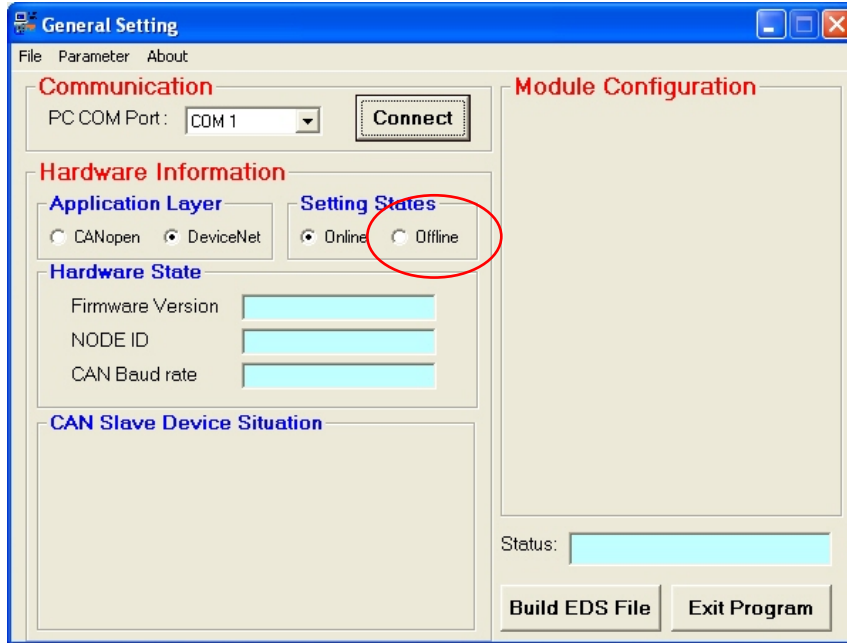 General Setting
File Parameter About
Communication
PC COM Port : COM 1 Connect
Hardware Information
Application Layer
CANopen DeviceNet
Setting States
Online Offline
Hardware State
Firmware Version
NODE ID
CAN Baud rate
CAN Slave Device Situation
Module Configuration
Status:
Build EDS File Exit Program